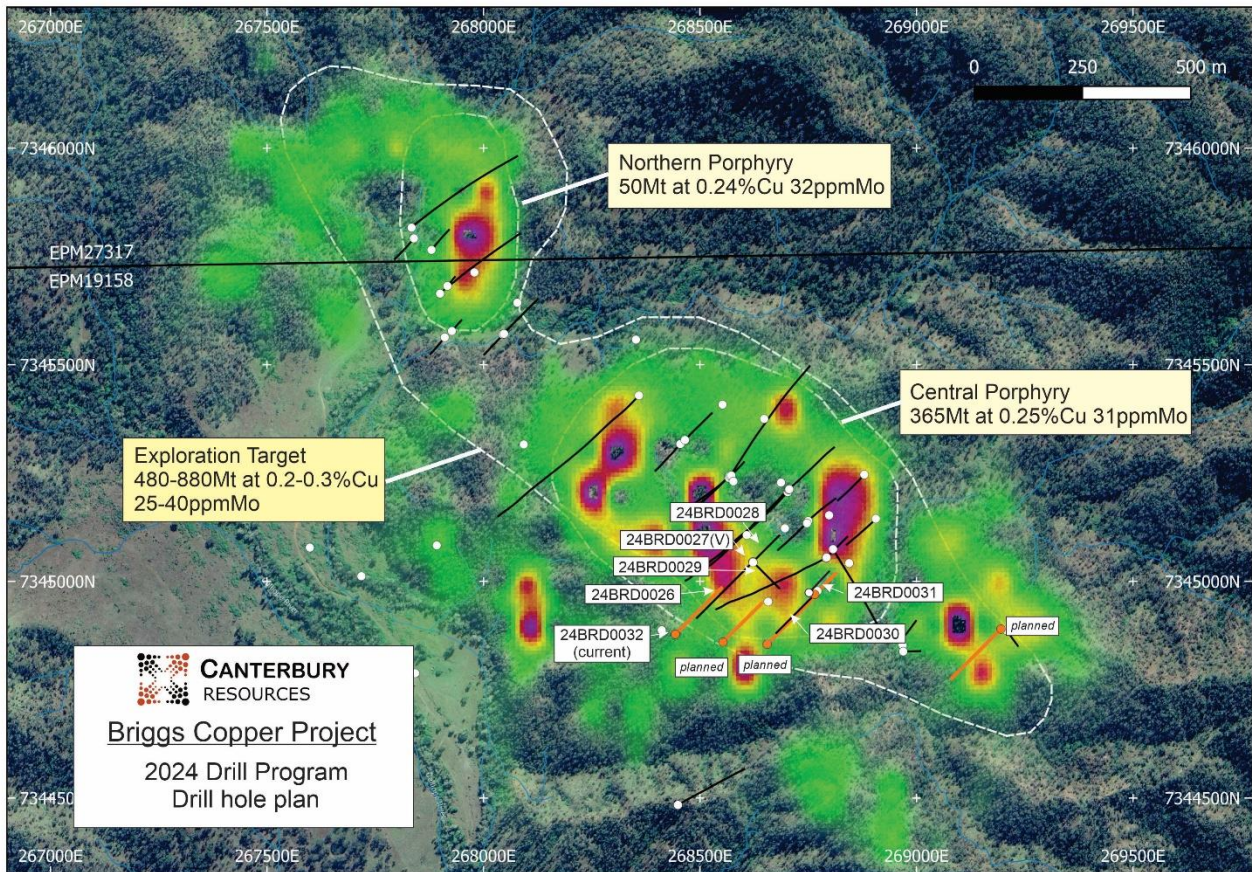 267000E
267500E
268000E
268500E
269000E
269500E
0 250 500 m
7346000N
7346000N
Northern Porphyry
50Mt at 0.24%Cu 32ppmMo
EPM27317
EPM19158
7345500N
7345500N
Central Porphyry
365Mt at 0.25%Cu 31ppmMo
Exploration Target
480-880Mt at 0.2-0.3%Cu
25-40ppmMo
24BRD0028
24BRD0027(V)
24BRD0029
24BRD0026
24BRD0031
24BRD0030
24BRD0032
(current)
planned
planned
planned
7345000N
7345000N
CANTERBURY
RESOURCES
Briggs Copper Project
2024 Drill Program
Drill hole plan
7344500N
7344500N
267000E
267500E
268000E
268500E
269000E
269500E